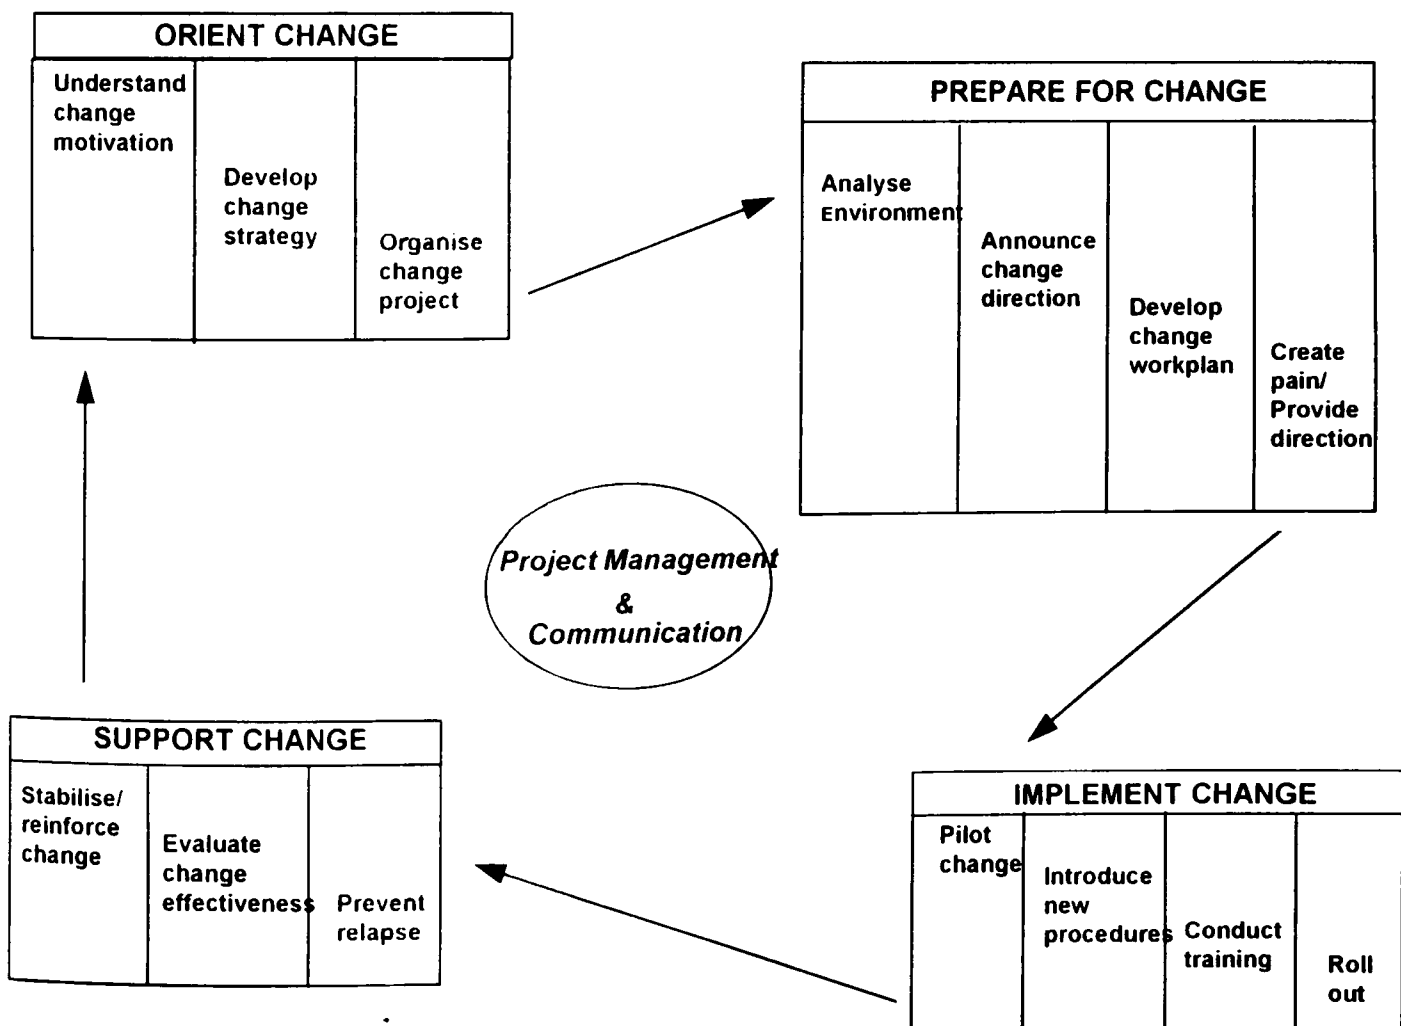 ORIENT CHANGE
Understand
change
motivation
Develop
change
strategy
Organise
change
project
PREPARE FOR CHANGE
Analyse
Environment
Announce
change
direction
Develop
change
workplan
Create
pain/
Provide
direction
Project Management
&
Communication
SUPPORT CHANGE
Stabilise/
reinforce
change
Evaluate
change
effectiveness
Prevent
relapse
IMPLEMENT CHANGE
Pilot
change
Introduce
new
procedures
Conduct
training
Roll
out